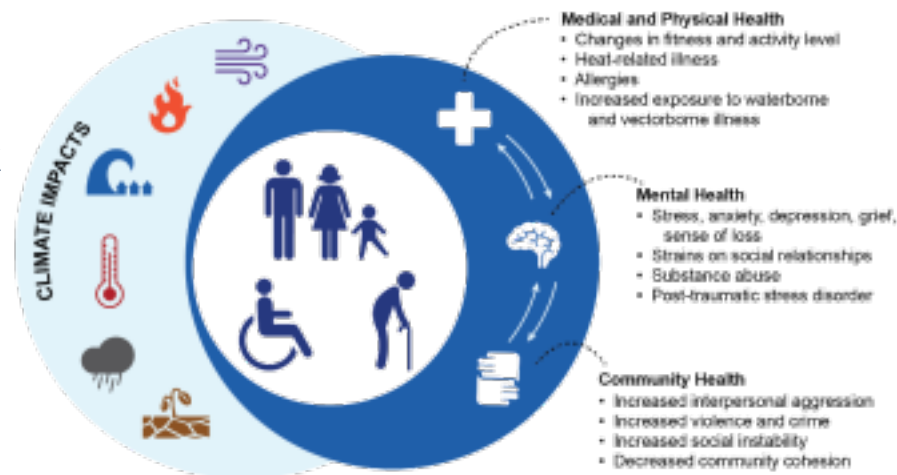 CLIMATE IMPACTS
Medical and Physical Health
• Changes in fitness and activity level
• Heat-related illness
• Allergies
• Increased exposure to waterborne
and vectorborne illness
Mental Health
• Stress, anxiety, depression, grief,
sense of loss
• Strains on social relationships
• Substance abuse
• Post-traumatic stress disorder
Community Health
• Increased interpersonal aggression
• Increased violence and crime
• Increased social instability
• Decreased community cohesion